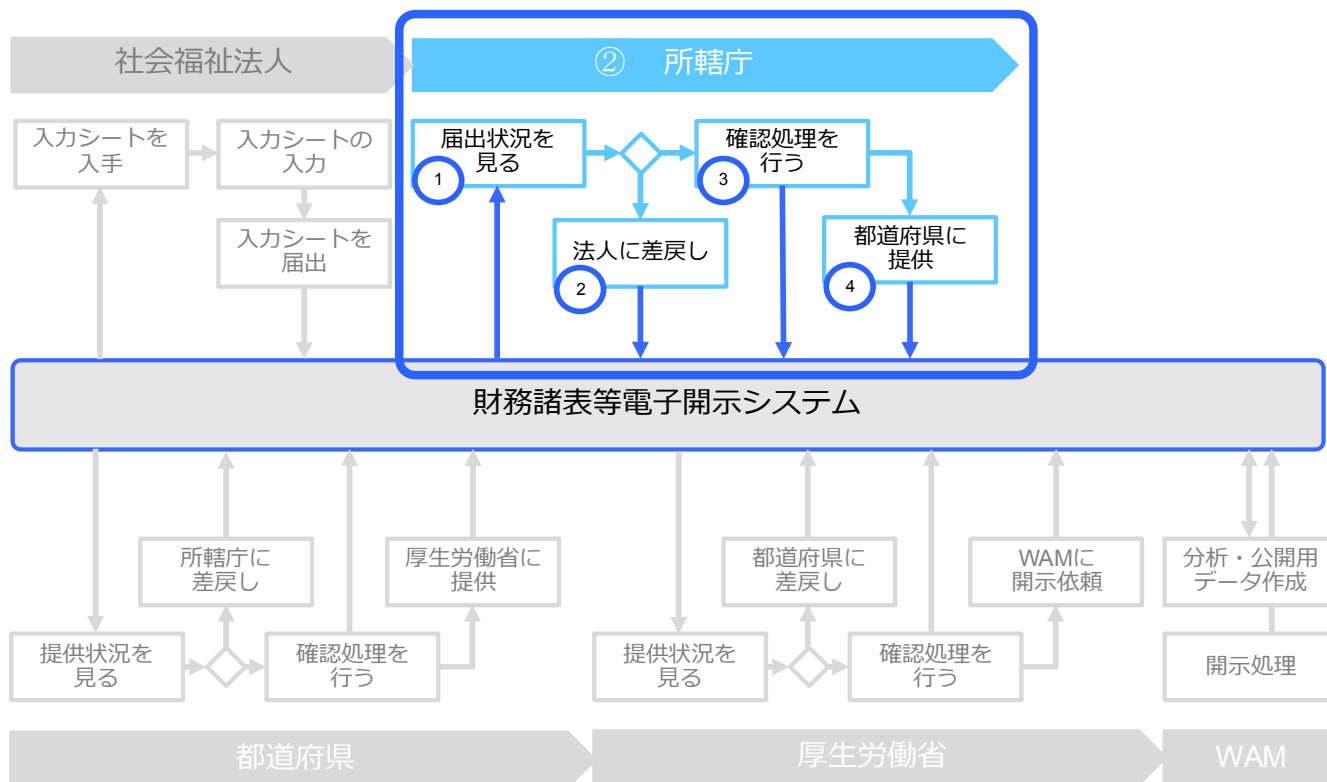 社会福祉法人
② 所轄庁
入力シートを
入手
入力シートの
入力
入力シートを
届出
届出状況を
見る
1
確認処理を
行う
3
法人に差戻し
2
都道府県に
提供
4
財務諸表等電子開示システム
所轄庁に
差戻し
厚生労働省に
提供
提供状況を
見る
確認処理を
行う
都道府県に
差戻し
WAMに
開示依頼
提供状況を
見る
確認処理を
行う
分析・公開用
データ作成
開示処理
都道府県
厚生労働省
WAM